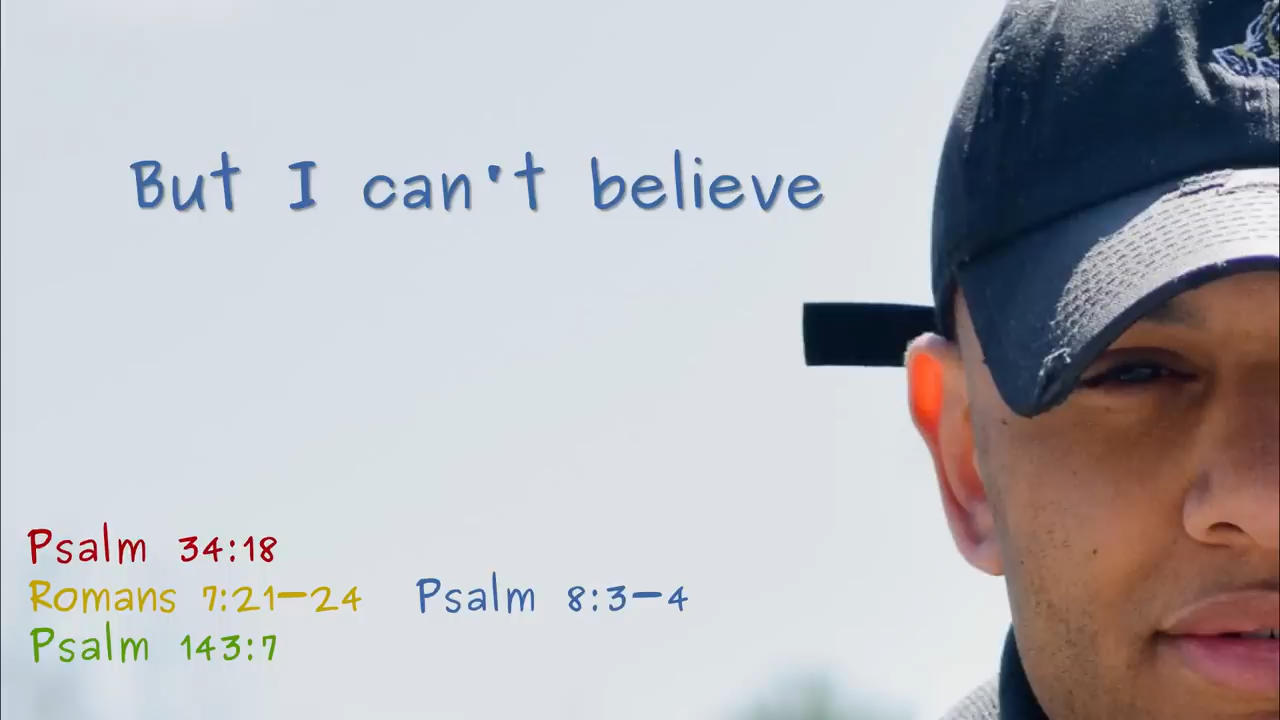 But I can't believe
Psalm 34:18
Romans 7:21–24 Psalm 8:3–4
Psalm 143:7